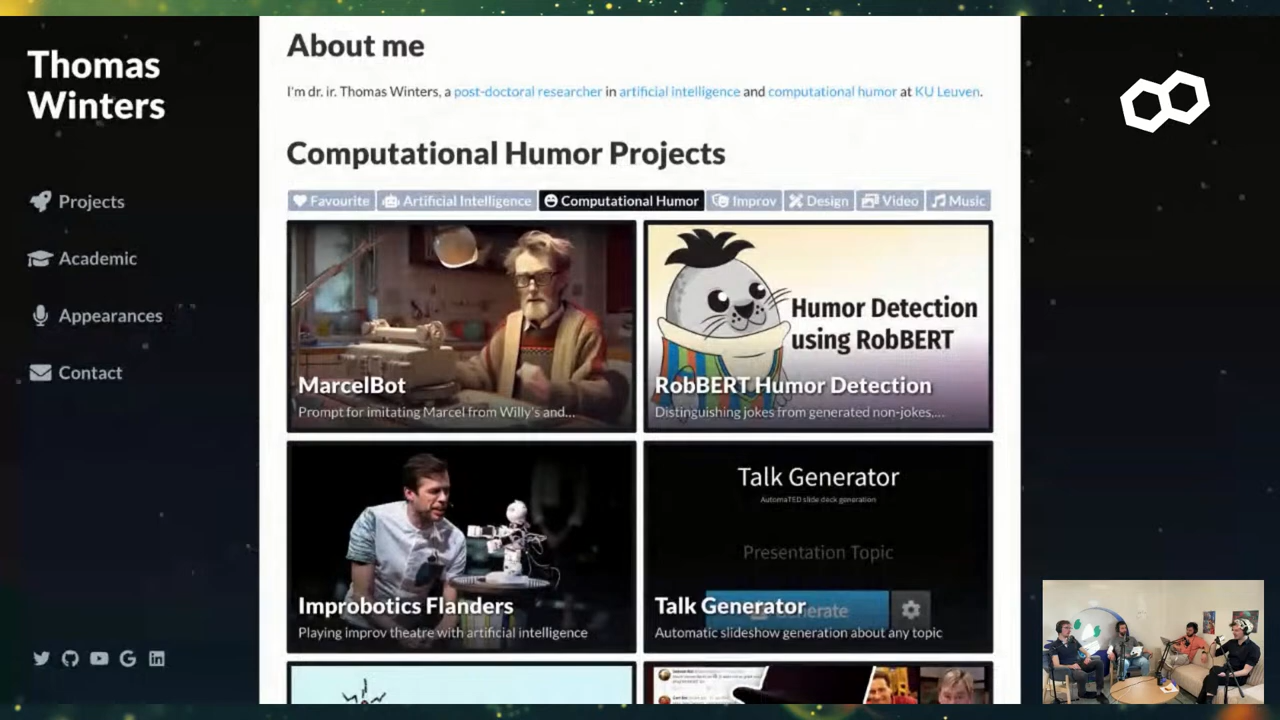 Thomas
Winters
Projects
Academic
Appearances
Contact
About me
I'm dr. ir. Thomas Winters, a post-doctoral researcher in artificial intelligence and computational humor at KU Leuven.
Computational Humor Projects
Favourite
Artificial Intelligence
Computational Humor
Improv
Design
Video
Music
MarcelBot
Prompt for imitating Marcel from Willy's and...
Humor Detection
using RobBERT
RobBERT Humor Detection
Distinguishing jokes from generated non-jokes,...
Improbotics Flanders
Playing improv theatre with artificial intelligence
Talk Generator
AutomaTED slide deck generation
Presentation Topic
Generate
Talk Generator
Automatic slideshow generation about any topic